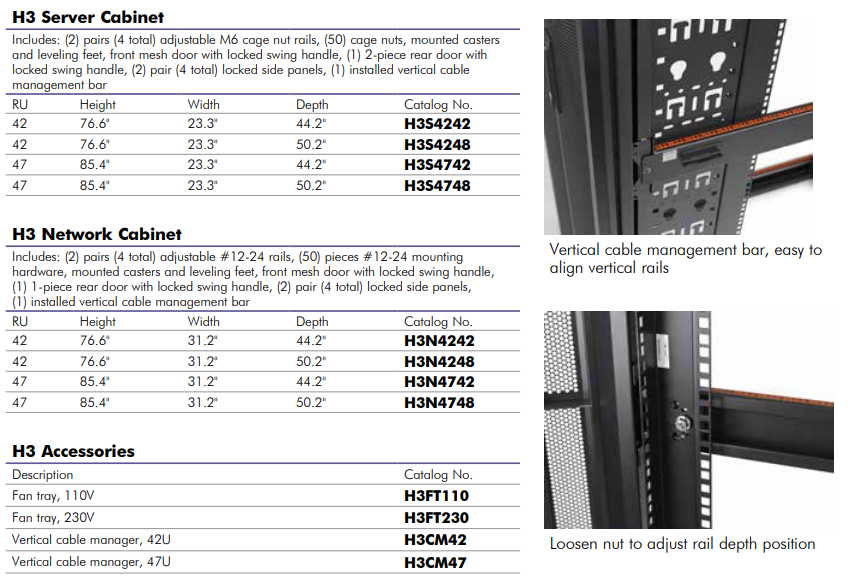 H3 Server Cabinet
Includes: (2) pairs (4 total) adjustable M6 cage nut rails, (50) cage nuts, mounted casters
and leveling feet, front mesh door with locked swing handle, (1) 2-piece rear door with
locked swing handle, (2) pair (4 total) locked side panels, (1) installed vertical cable
management bar
RU Height Width Depth Catalog No.
42 76.6" 23.3" 44.2" H3S4242
42 76.6" 23.3" 50.2" H3S4248
47 85.4" 23.3" 44.2" H3S4742
47 85.4" 23.3" 50.2" H3S4748
H3 Network Cabinet
Includes: (2) pairs (4 total) adjustable #12-24 rails, (50) pieces #12-24 mounting
hardware, mounted casters and leveling feet, front mesh door with locked swing handle,
(1) 1-piece rear door with locked swing handle, (2) pair (4 total) locked side panels,
(1) installed vertical cable management bar
RU Height Width Depth Catalog No.
42 76.6" 31.2" 44.2" H3N4242
42 76.6" 31.2" 50.2" H3N4248
47 85.4" 31.2" 44.2" H3N4742
47 85.4" 31.2" 50.2" H3N4748
H3 Accessories
Description Catalog No.
Fan tray, 110V H3FT110
Fan tray, 230V H3FT230
Vertical cable manager, 42U H3CM42
Vertical cable manager, 47U H3CM47
Vertical cable management bar, easy to
align vertical rails
Loosen nut to adjust rail depth position